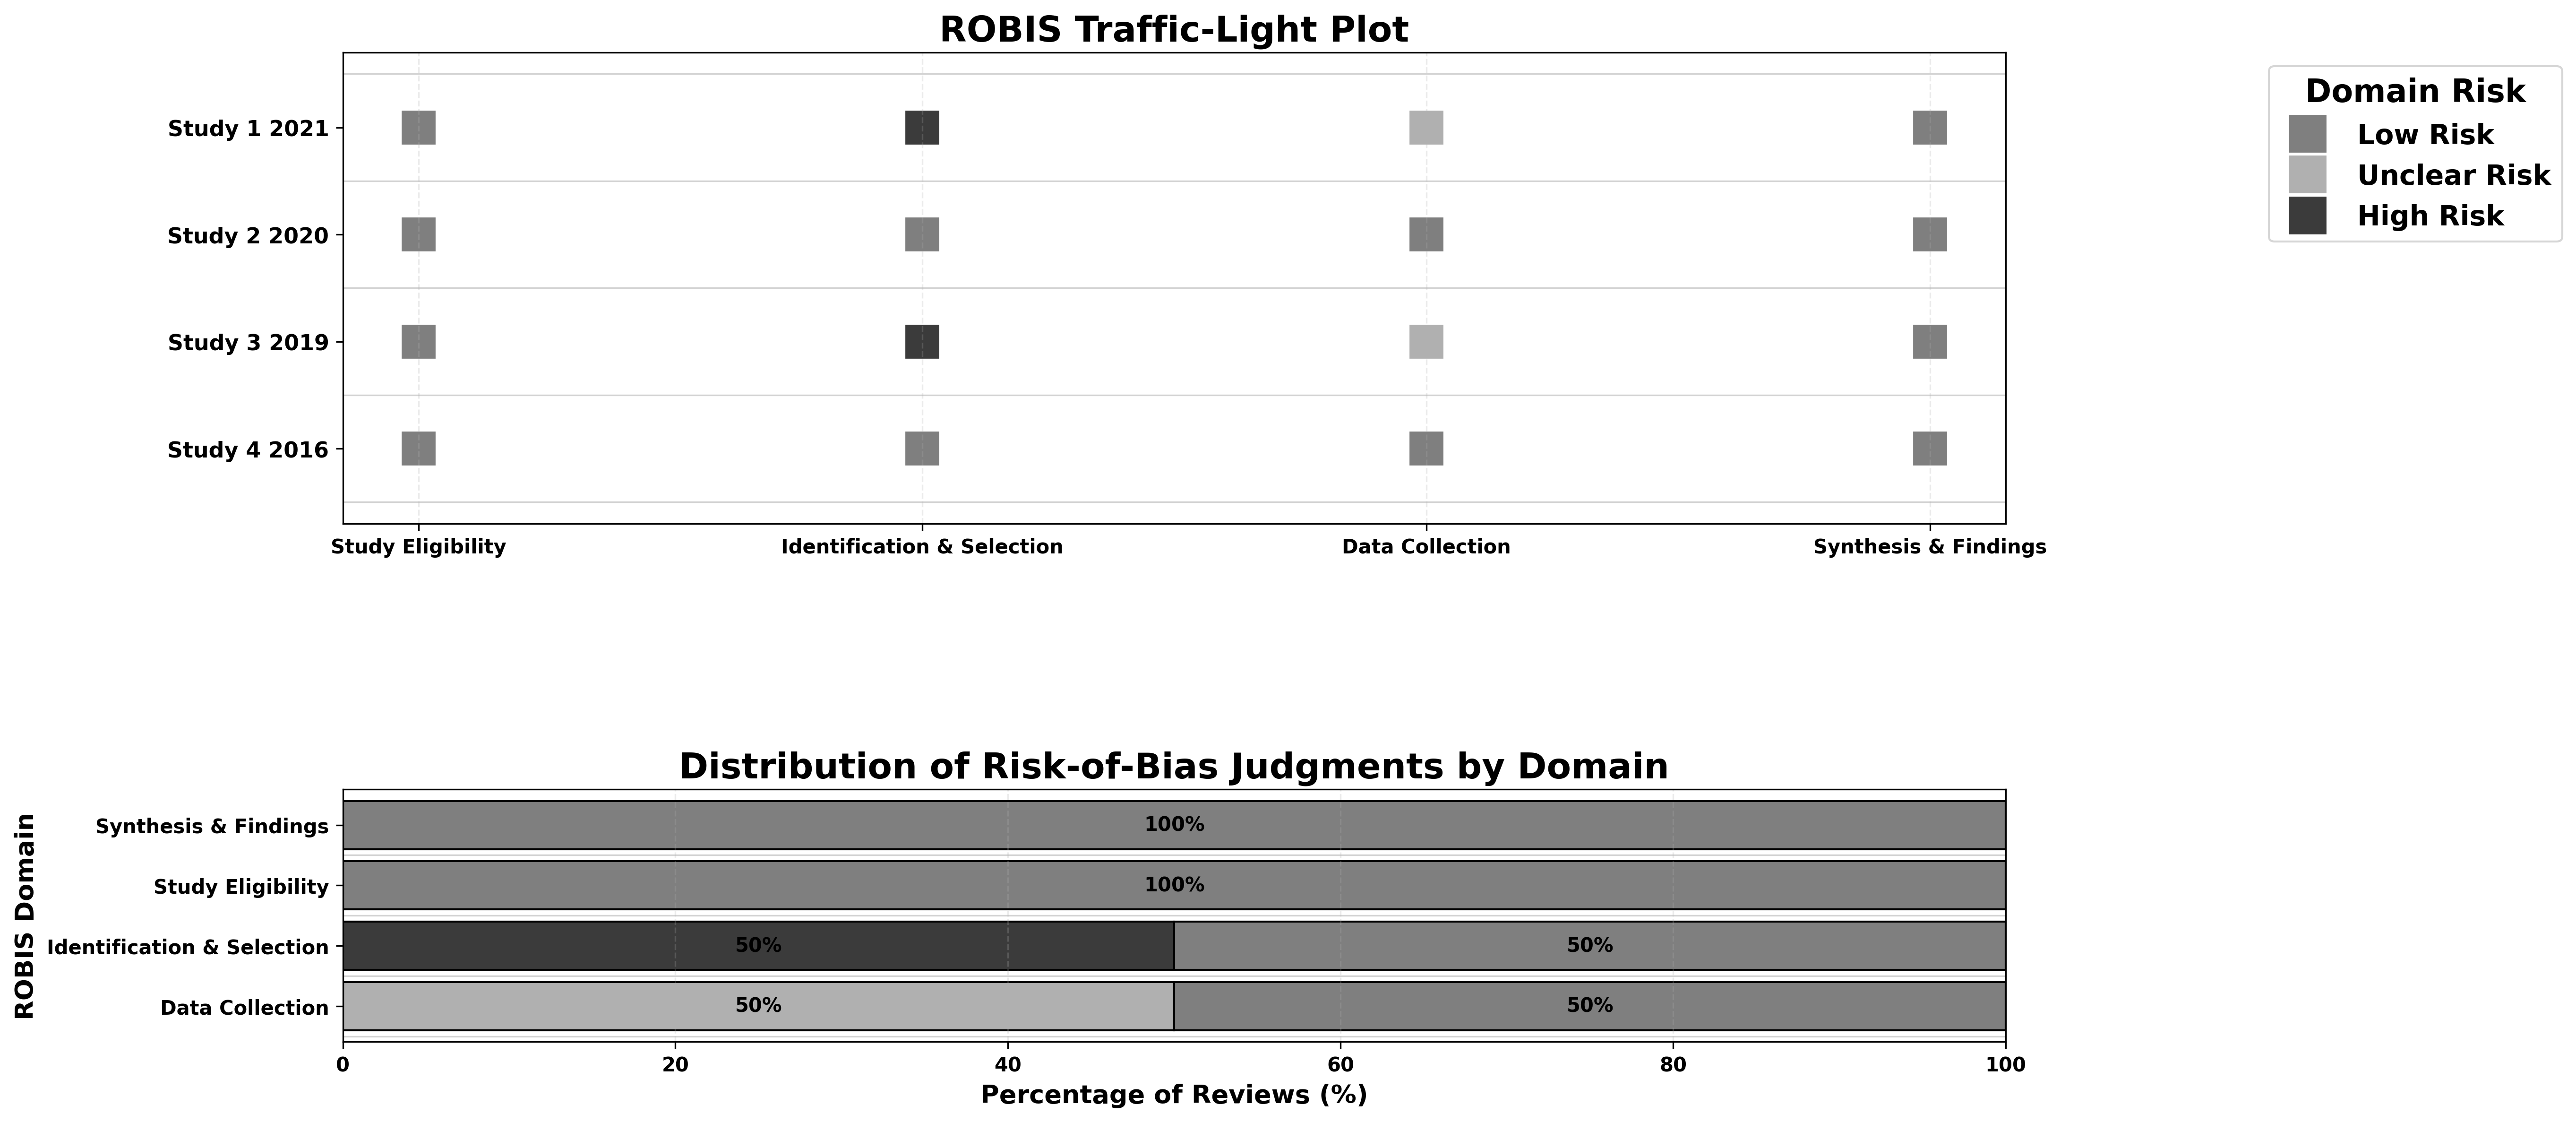 ROBIS Traffic-Light Plot
Study 1 2021
Study 2 2020
Study 3 2019
Study 4 2016
Study Eligibility
Identification & Selection
Data Collection
Synthesis & Findings
Domain Risk
Low Risk
Unclear Risk
High Risk
Distribution of Risk-of-Bias Judgments by Domain
ROBIS Domain
Synthesis & Findings
100%
Study Eligibility
100%
Identification & Selection
50%
50%
Data Collection
50%
50%
0
20
40
60
80
100
Percentage of Reviews (%)